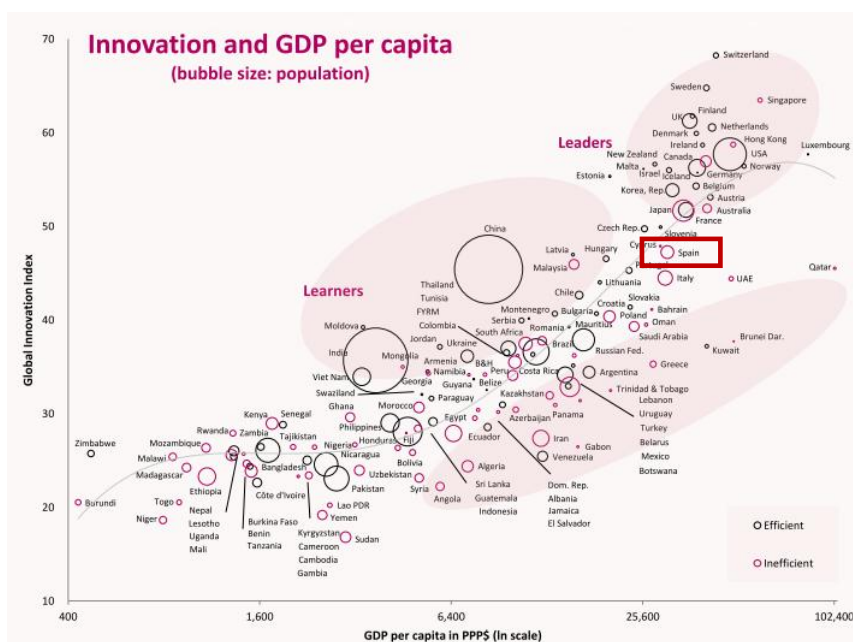 Innovation and GDP per capita
(bubble size: population)
70
60
50
40
30
20
10
Global Innovation Index
400
1,600
6,400
25,600
102,400
GDP per capita in PPP$ (ln scale)
Leaders
Learners
Switzerland
Sweden
Singapore
UK
Finland
Netherlands
Denmark
Ireland
Hong Kong
New Zealand
Canada
USA
Luxembourg
Malta
Israel
Iceland
Germany
Norway
Estonia
Korea, Rep.
Belgium
Austria
Japan
France
Australia
Czech Rep.
Slovenia
Cyprus
Spain
Latvia
Hungary
Malaysia
Italy
Lithuania
UAE
Qatar
China
Thailand
Tunisia
FYRM
Colombia
Chile
Croatia
Slovakia
Montenegro
Bulgaria
Poland
Bahrain
Serbia
Romania
Mauritius
Oman
Moldova
Jordan
South Africa
Saudi Arabia
Ukraine
Brazil
Russian Fed.
Brunei Dar.
Kuwait
India
Mongolia
Armenia
B&H
Costa Rica
Greece
Viet Nam
Georgia
Namibia
Peru
Argentina
Swaziland
Guyana
Belize
Paraguay
Kazakhstan
Panama
Trinidad & Tobago
Lebanon
Uruguay
Turkey
Belarus
Mexico
Botswana
Kenya
Senegal
Ghana
Morocco
Egypt
Azerbaijan
Rwanda
Zambia
Philippines
Fiji
Ecuador
Iran
Gabon
Zimbabwe
Mozambique
Tajikistan
Nigeria
Honduras
Venezuela
Malawi
Bangladesh
Nicaragua
Bolivia
Madagascar
Uzbekistan
Algeria
Ethiopia
Côte d'Ivoire
Pakistan
Syria
Angola
Sri Lanka
Guatemala
Indonesia
Dom. Rep.
Albania
Jamaica
El Salvador
Burundi
Togo
Niger
Nepal
Lesotho
Uganda
Mali
Burkina Faso
Benin
Tanzania
Lao PDR
Yemen
Kyrgyzstan
Cameroon
Cambodia
Gambia
Sudan
Efficient
Inefficient